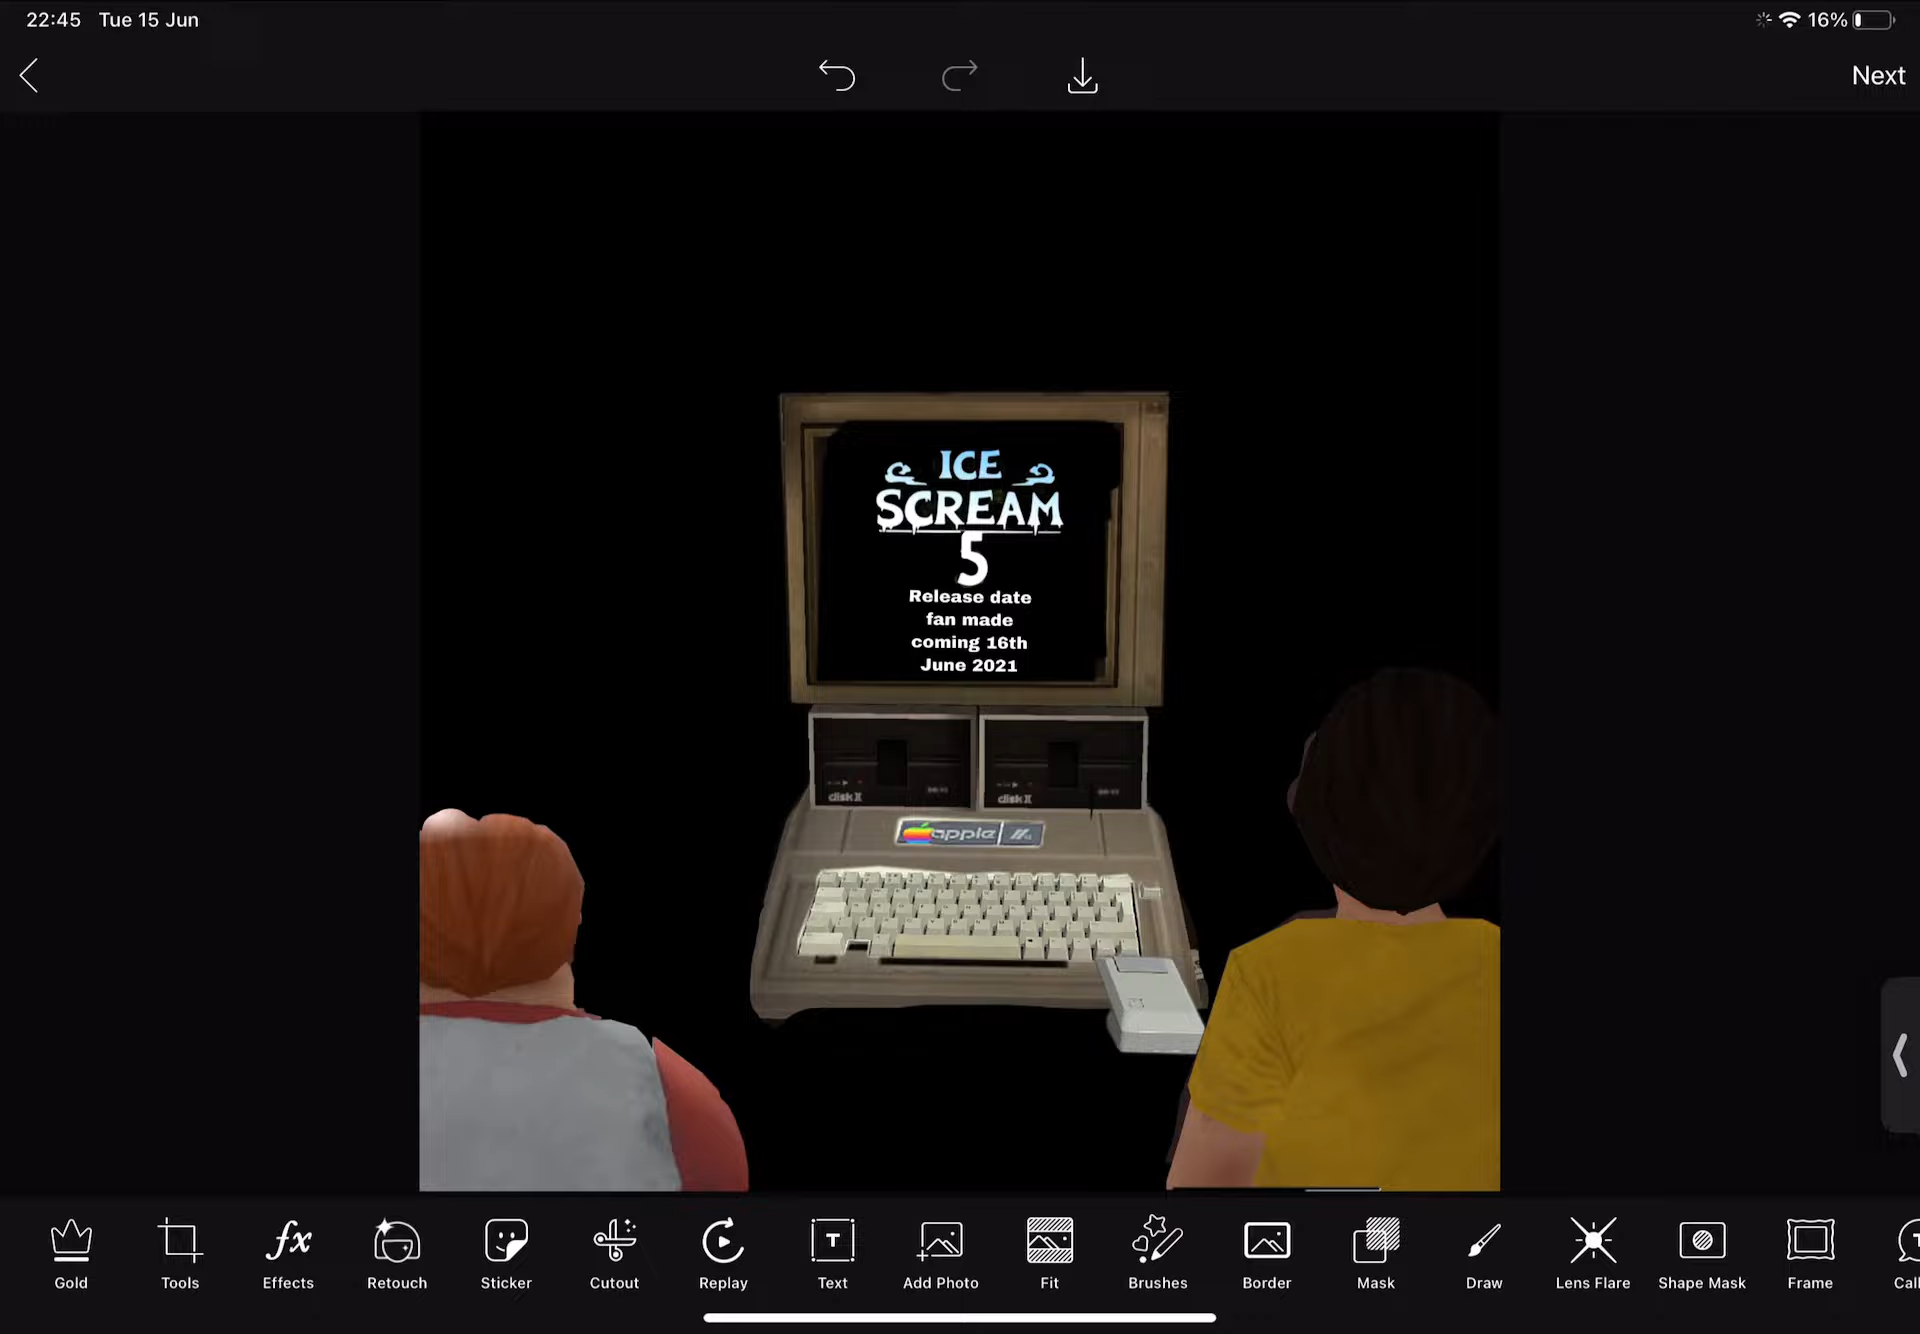 22:45 Tue 15 Jun
16%
Next
ICE
SCREAM
5
Release date
fan made
coming 16th
June 2021
disk II
disk II
apple //
Gold
Tools
Effects
Retouch
Sticker
Cutout
Replay
Text
Add Photo
Fit
Brushes
Border
Mask
Draw
Lens Flare
Shape Mask
Frame
Call